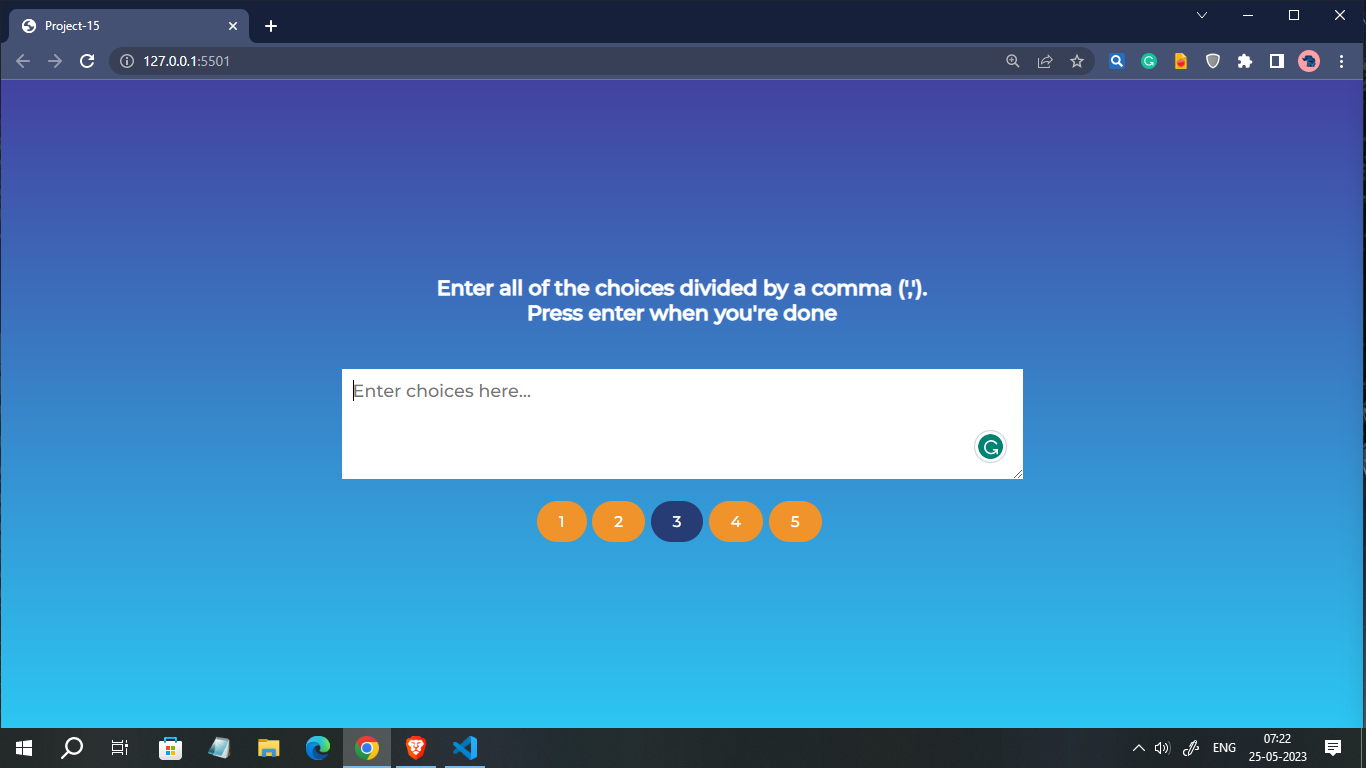 Project-15
127.0.0.1:5501
Enter all of the choices divided by a comma (',').
Press enter when you're done
Enter choices here...
1 2 3 4 5
ENG
07:22
25-05-2023